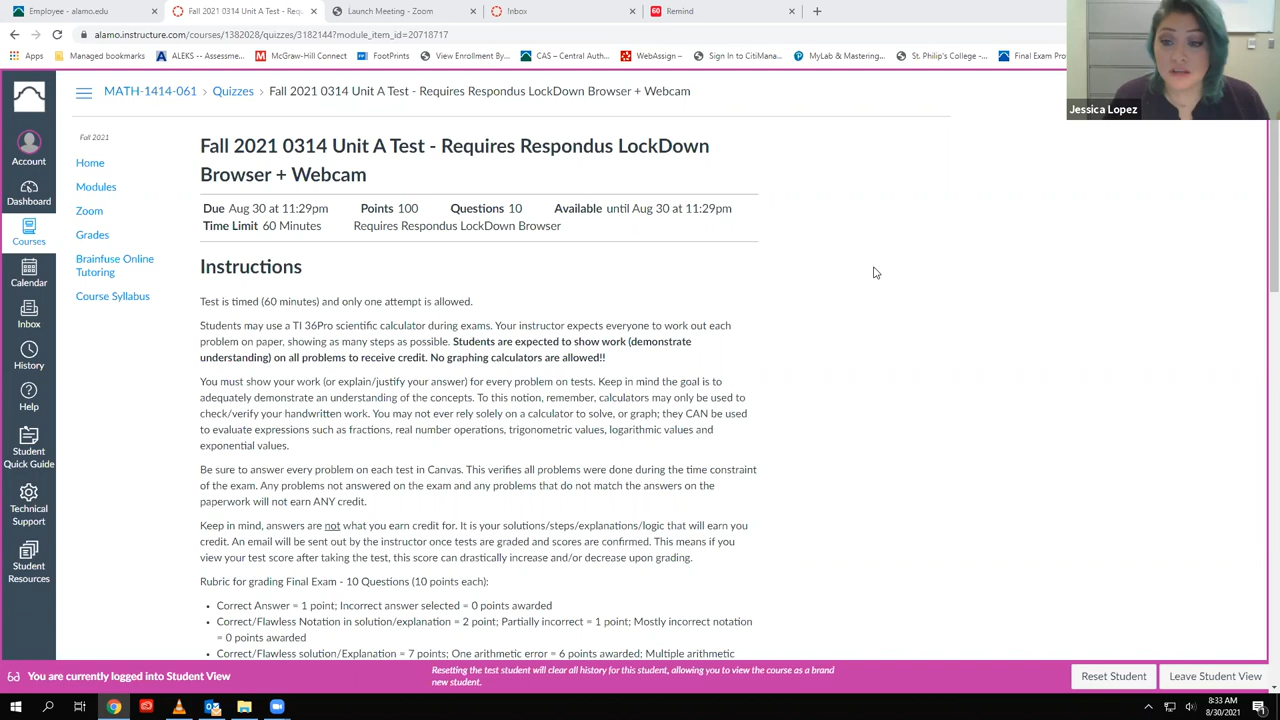 Employee - alamo.edu
Fall 2021 0314 Unit A Test - Req
Launch Meeting - Zoom
Inbox
60
Remind
alamo.instructure.com/courses/1382028/quizzes/3182144?module_item_id=20718717
Apps
Managed bookmarks
ALEKS -- Assessme...
McGraw-Hill Connect
FootPrints
View Enrollment By...
CAS – Central Auth...
WebAssign –
Sign In to CitiMana...
MyLab & Mastering...
St. Philip's College -...
Final Exam Pro
Jessica Lopez
MATH-1414-061 › Quizzes › Fall 2021 0314 Unit A Test - Requires Respondus LockDown Browser + Webcam
Account
Dashboard
Courses
Calendar
Inbox
History
Help
Student
Quick Guide
Technical
Support
Student
Resources
Fall 2021
Home
Modules
Zoom
Grades
Brainfuse Online
Tutoring
Course Syllabus
Fall 2021 0314 Unit A Test - Requires Respondus LockDown
Browser + Webcam
Due Aug 30 at 11:29pm Points 100 Questions 10 Available until Aug 30 at 11:29pm
Time Limit 60 Minutes Requires Respondus LockDown Browser
Instructions
Test is timed (60 minutes) and only one attempt is allowed.
Students may use a TI 36Pro scientific calculator during exams. Your instructor expects everyone to work out each
problem on paper, showing as many steps as possible. Students are expected to show work (demonstrate
understanding) on all problems to receive credit. No graphing calculators are allowed!!
You must show your work (or explain/justify your answer) for every problem on tests. Keep in mind the goal is to
adequately demonstrate an understanding of the concepts. To this notion, remember, calculators may only be used to
check/verify your handwritten work. You may not ever rely solely on a calculator to solve, or graph; they CAN be used
to evaluate expressions such as fractions, real number operations, trigonometric values, logarithmic values and
exponential values.
Be sure to answer every problem on each test in Canvas. This verifies all problems were done during the time constraint
of the exam. Any problems not answered on the exam and any problems that do not match the answers on the
paperwork will not earn ANY credit.
Keep in mind, answers are not what you earn credit for. It is your solutions/steps/explanations/logic that will earn you
credit. An email will be sent out by the instructor once tests are graded and scores are confirmed. This means if you
view your test score after taking the test, this score can drastically increase and/or decrease upon grading.
Rubric for grading Final Exam - 10 Questions (10 points each):
• Correct Answer = 1 point; Incorrect answer selected = 0 points awarded
• Correct/Flawless Notation in solution/explanation = 2 point; Partially incorrect = 1 point; Mostly incorrect notation
= 0 points awarded
• Correct/Flawless solution/Explanation = 7 points; One arithmetic error = 6 points awarded; Multiple arithmetic
You are currently logged into Student View
Resetting the test student will clear all history for this student, allowing you to view the course as a brand
new student.
Reset Student
Leave Student View
8:33 AM
8/30/2021